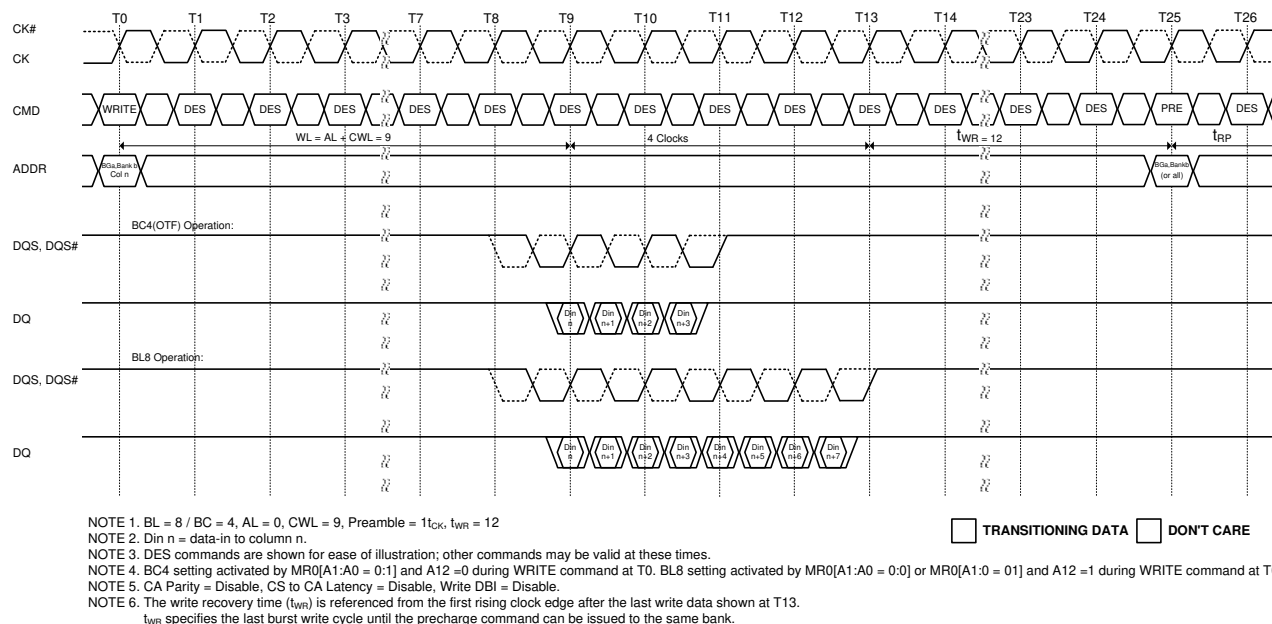 T0 T1 T2 T3 T7 T8 T9 T10 T11 T12 T13 T14 T23 T24 T25 T26
CK#
CK
CMD WRITE DES DES DES DES DES DES DES DES DES DES DES DES DES PRE DES
WL = AL + CWL = 9 4 Clocks tWR = 12 tRP
ADDR
BGa,Bank b
Col n
BGa,Bankb
(or all)
BC4(OTF) Operation:
DQS, DQS#
DQ
Din n Din n+1 Din n+2 Din n+3
BL8 Operation:
DQS, DQS#
DQ
Din n Din n+1 Din n+2 Din n+3 Din n+4 Din n+5 Din n+6 Din n+7
NOTE 1. BL = 8 / BC = 4, AL = 0, CWL = 9, Preamble = 1tCK, tWR = 12
TRANSITIONING DATA DON'T CARE
NOTE 2. Din n = data-in to column n.
NOTE 3. DES commands are shown for ease of illustration; other commands may be valid at these times.
NOTE 4. BC4 setting activated by MR0[A1:A0 = 0:1] and A12 =0 during WRITE command at T0. BL8 setting activated by MR0[A1:A0 = 0:0] or MR0[A1:0 = 01] and A12 =1 during WRITE command at T
NOTE 5. CA Parity = Disable, CS to CA Latency = Disable, Write DBI = Disable.
NOTE 6. The write recovery time (tWR) is referenced from the first rising clock edge after the last write data shown at T13.
tWR specifies the last burst write cycle until the precharge command can be issued to the same bank.